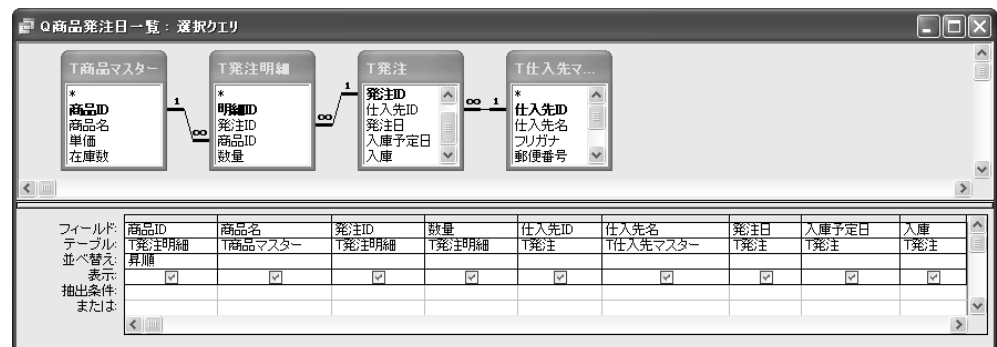 Q商品発注日一覧 : 選択クエリ
T商品マスター
*
商品ID
商品名
単価
在庫数
1
∞
T発注明細
*
明細ID
発注ID
商品ID
数量
∞
1
T発注
発注ID
仕入先ID
発注日
入庫予定日
入庫
∞
1
T仕入先マ...
*
仕入先ID
仕入先名
フリガナ
郵便番号
フィールド: 商品ID 商品名 発注ID 数量 仕入先ID 仕入先名 発注日 入庫予定日 入庫
テーブル: T発注明細 T商品マスター T発注明細 T発注明細 T発注 T仕入先マスター T発注 T発注 T発注
並べ替え: 昇順
表示:
抽出条件:
または: